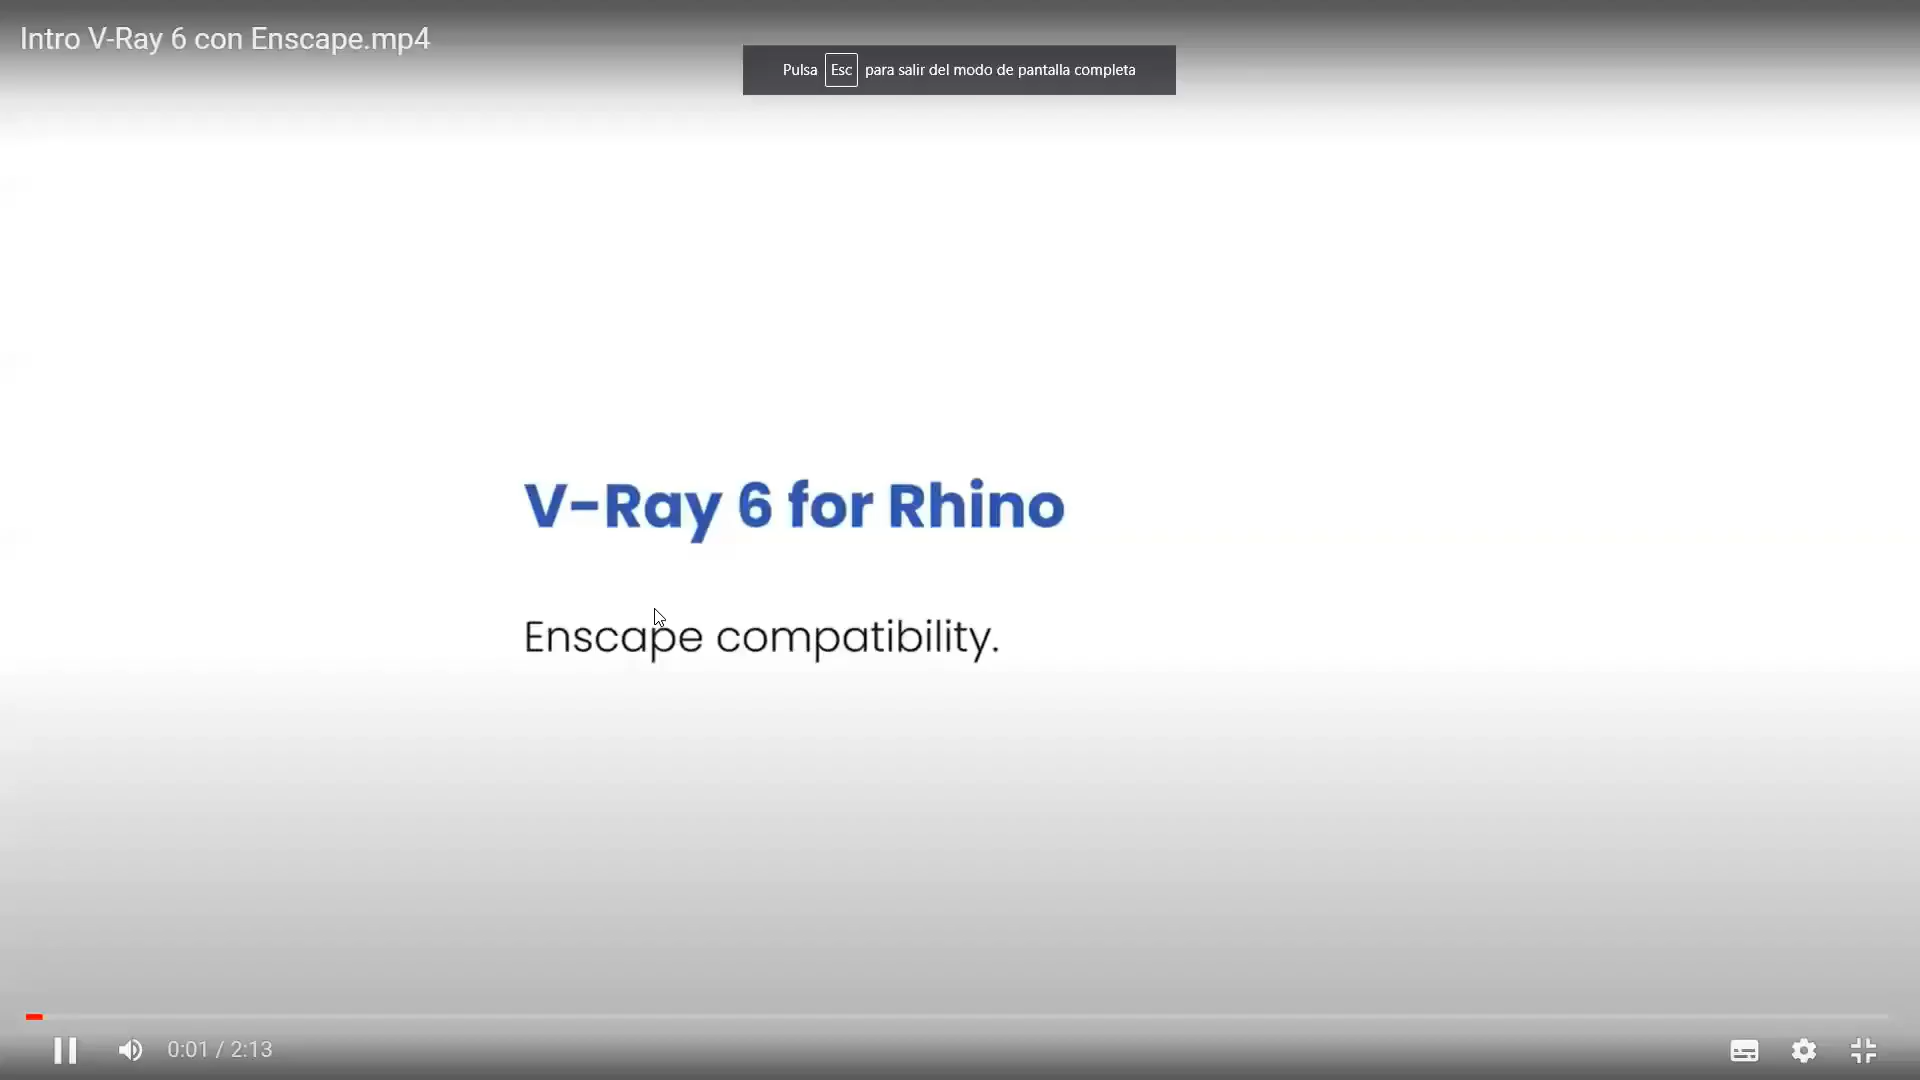 Intro V-Ray 6 con Enscape.mp4
Pulsa Esc para salir del modo de pantalla completa
V-Ray 6 for Rhino
Enscape compatibility.
0:01 / 2:13